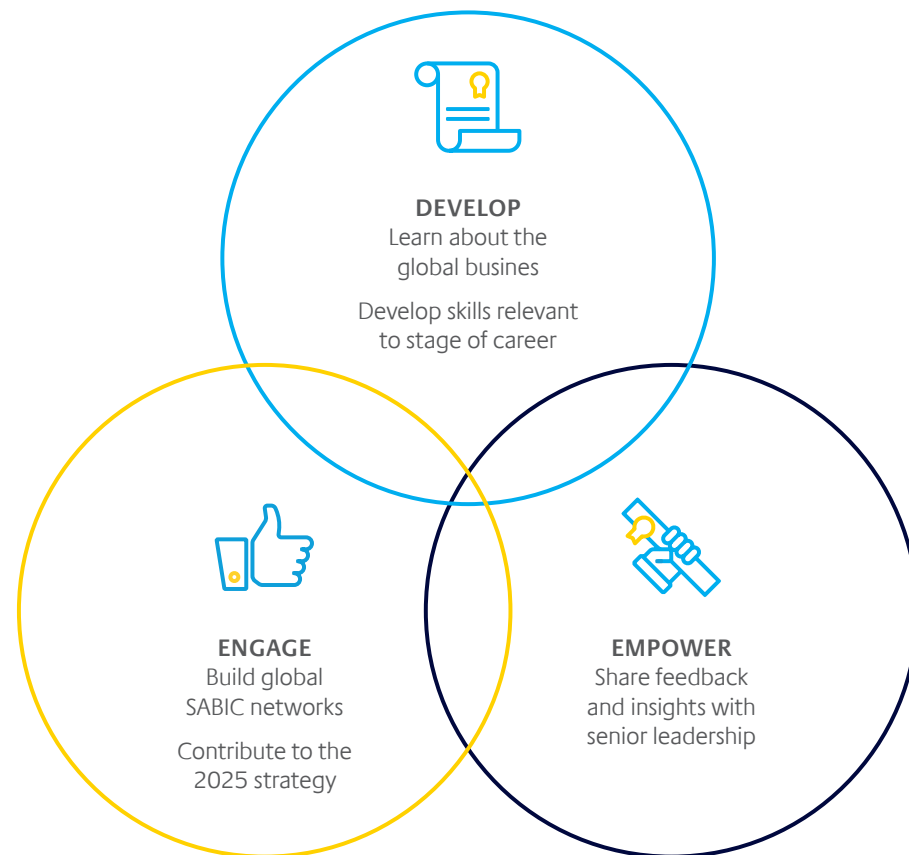 DEVELOP
Learn about the
global busines
Develop skills relevant
to stage of career
ENGAGE
Build global
SABIC networks
Contribute to the
2025 strategy
EMPOWER
Share feedback
and insights with
senior leadership